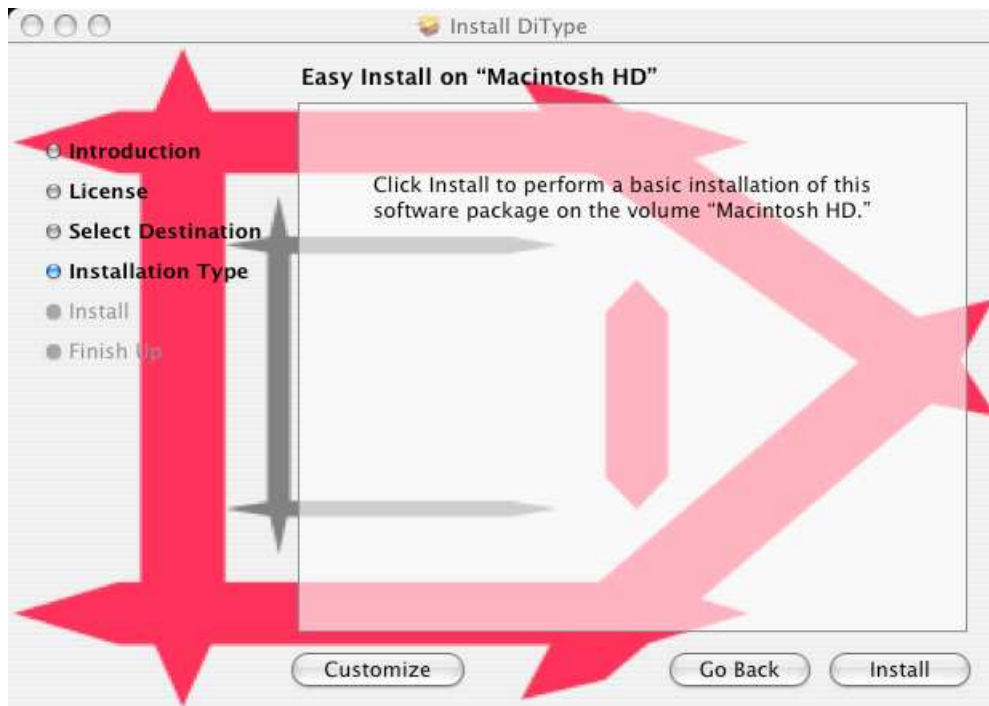 Install DiType
Easy Install on “Macintosh HD”
Introduction
License
Select Destination
Installation Type
Install
Finish Up
Click Install to perform a basic installation of this
software package on the volume “Macintosh HD.”
Customize
Go Back
Install